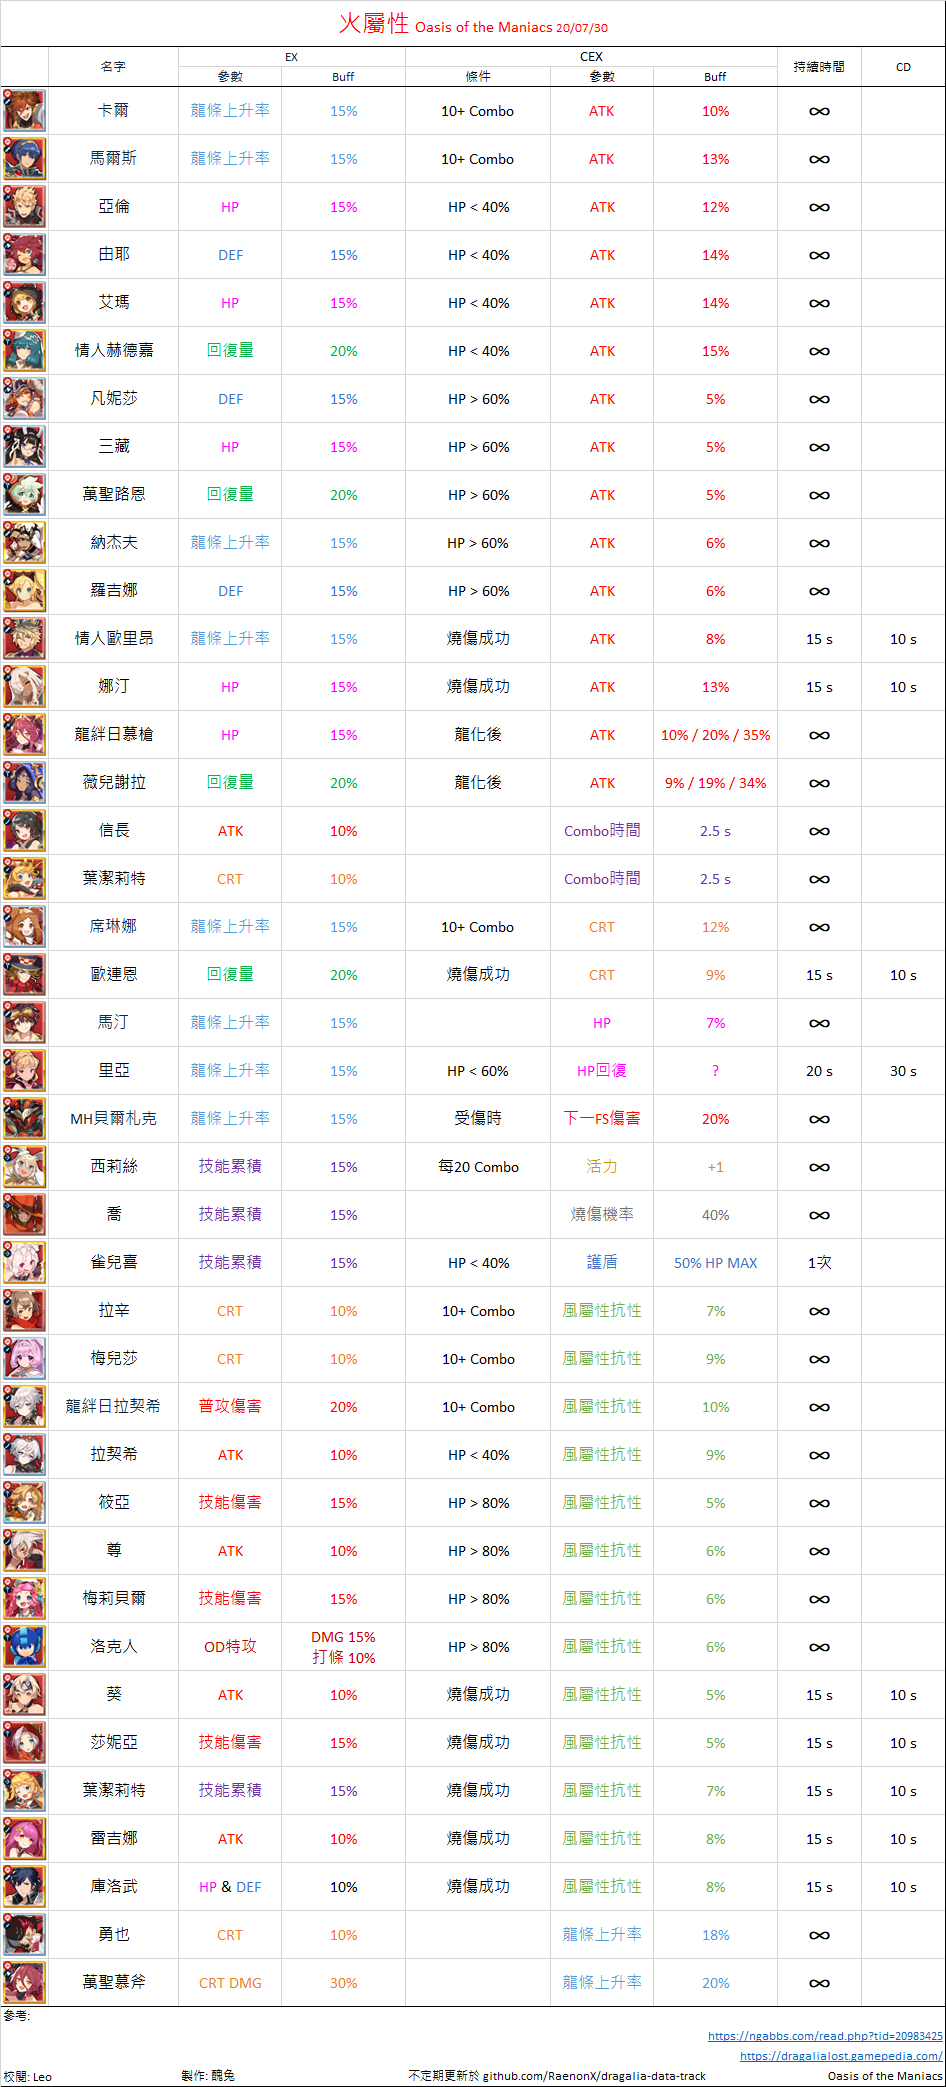 火屬性 Oasis of the Maniacs 20/07/30
名字 EX CEX 持續時間 CD
參數 Buff 條件 參數 Buff
卡爾 龍條上升率 15% 10+ Combo ATK 10% ∞
馬爾斯 龍條上升率 15% 10+ Combo ATK 13% ∞
亞倫 HP 15% HP < 40% ATK 12% ∞
由耶 DEF 15% HP < 40% ATK 14% ∞
艾瑪 HP 15% HP < 40% ATK 14% ∞
情人赫德嘉 回復量 20% HP < 40% ATK 15% ∞
凡妮莎 DEF 15% HP > 60% ATK 5% ∞
三藏 HP 15% HP > 60% ATK 5% ∞
萬聖路恩 回復量 20% HP > 60% ATK 5% ∞
納杰夫 龍條上升率 15% HP > 60% ATK 6% ∞
羅吉娜 DEF 15% HP > 60% ATK 6% ∞
情人歐里昂 龍條上升率 15% 燒傷成功 ATK 8% 15 s 10 s
娜汀 HP 15% 燒傷成功 ATK 13% 15 s 10 s
龍絆日慕槍 HP 15% 龍化後 ATK 10% / 20% / 35% ∞
薇兒謝拉 回復量 20% 龍化後 ATK 9% / 19% / 34% ∞
信長 ATK 10% Combo時間 2.5 s ∞
葉潔莉特 CRT 10% Combo時間 2.5 s ∞
席琳娜 龍條上升率 15% 10+ Combo CRT 12% ∞
歐連恩 回復量 20% 燒傷成功 CRT 9% 15 s 10 s
馬汀 龍條上升率 15% HP 7% ∞
里亞 龍條上升率 15% HP < 60% HP回復 ? 20 s 30 s
MH貝爾札克 龍條上升率 15% 受傷時 下一FS傷害 20% ∞
西莉絲 技能累積 15% 每20 Combo 活力 +1 ∞
喬 技能累積 15% 燒傷機率 40% ∞
雀兒喜 技能累積 15% HP < 40% 護盾 50% HP MAX 1次
拉辛 CRT 10% 10+ Combo 風屬性抗性 7% ∞
梅兒莎 CRT 10% 10+ Combo 風屬性抗性 9% ∞
龍絆日拉契希 普攻傷害 20% 10+ Combo 風屬性抗性 10% ∞
拉契希 ATK 10% HP < 40% 風屬性抗性 9% ∞
筱亞 技能傷害 15% HP > 80% 風屬性抗性 5% ∞
尊 ATK 10% HP > 80% 風屬性抗性 6% ∞
梅莉貝爾 技能傷害 15% HP > 80% 風屬性抗性 6% ∞
洛克人 OD特攻 DMG 15% 打條 10% HP > 80% 風屬性抗性 6% ∞
葵 ATK 10% 燒傷成功 風屬性抗性 5% 15 s 10 s
莎妮亞 技能傷害 15% 燒傷成功 風屬性抗性 5% 15 s 10 s
葉潔莉特 技能累積 15% 燒傷成功 風屬性抗性 7% 15 s 10 s
雷吉娜 ATK 10% 燒傷成功 風屬性抗性 8% 15 s 10 s
庫洛武 HP & DEF 10% 燒傷成功 風屬性抗性 8% 15 s 10 s
勇也 CRT 10% 龍條上升率 18% ∞
萬聖慕斧 CRT DMG 30% 龍條上升率 20% ∞
參考:
https://ngabbs.com/read.php?tid=20983425
https://dragalialost.gamepedia.com/
校閱: Leo 製作: 醜兔 不定期更新於 github.com/RaenonX/dragalia-data-track Oasis of the Maniacs